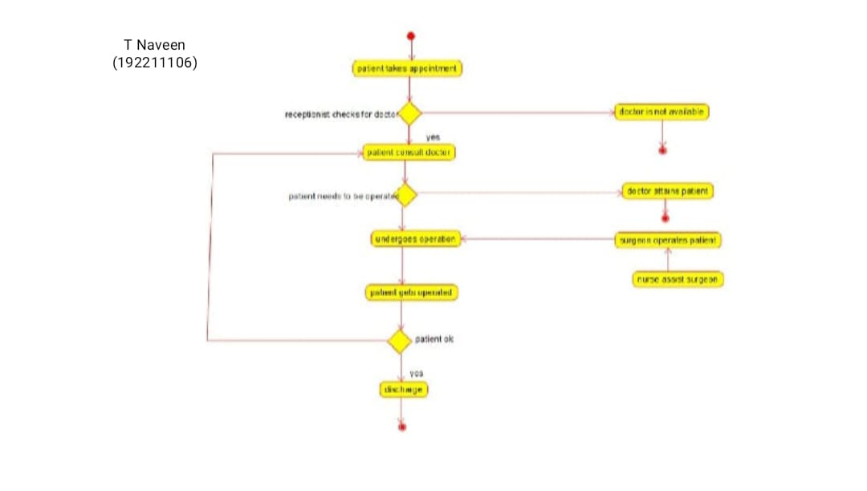 T Naveen
(192211106)
patient takes appointment
receptionist checks for doctor
doctor is not available
yes
patient consult doctor
patient needs to be operated
doctor attains patient
undergoes operation
surgeon operates patient
nurse assist surgeon
patient gets operated
patient ok
yes
discharge